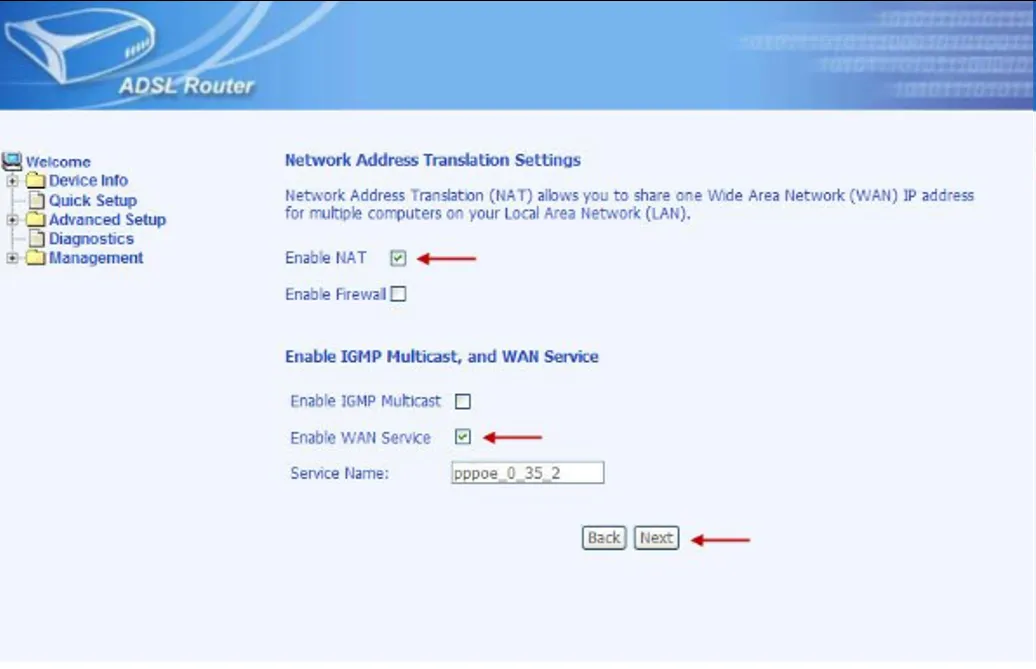 ADSL Router
Welcome
Device Info
Quick Setup
Advanced Setup
Diagnostics
Management
Network Address Translation Settings
Network Address Translation (NAT) allows you to share one Wide Area Network (WAN) IP address
for multiple computers on your Local Area Network (LAN).
Enable NAT
Enable Firewall
Enable IGMP Multicast, and WAN Service
Enable IGMP Multicast
Enable WAN Service
Service Name: pppoe_0_35_2
Back Next